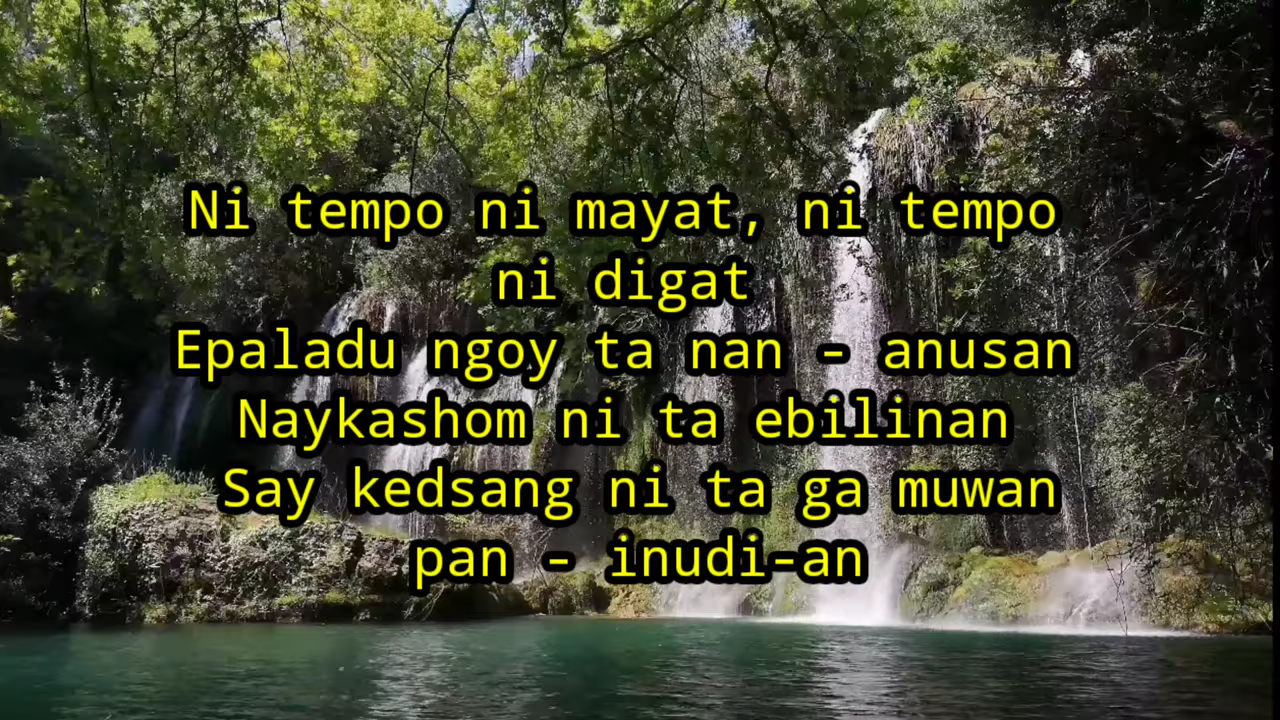 Ni tempo ni mayat, ni tempo
ni digat
Epaladu ngoy ta nan - anusan
Naykashom ni ta ebilinan
Say kedsang ni ta ga muwan
pan - inudi-an